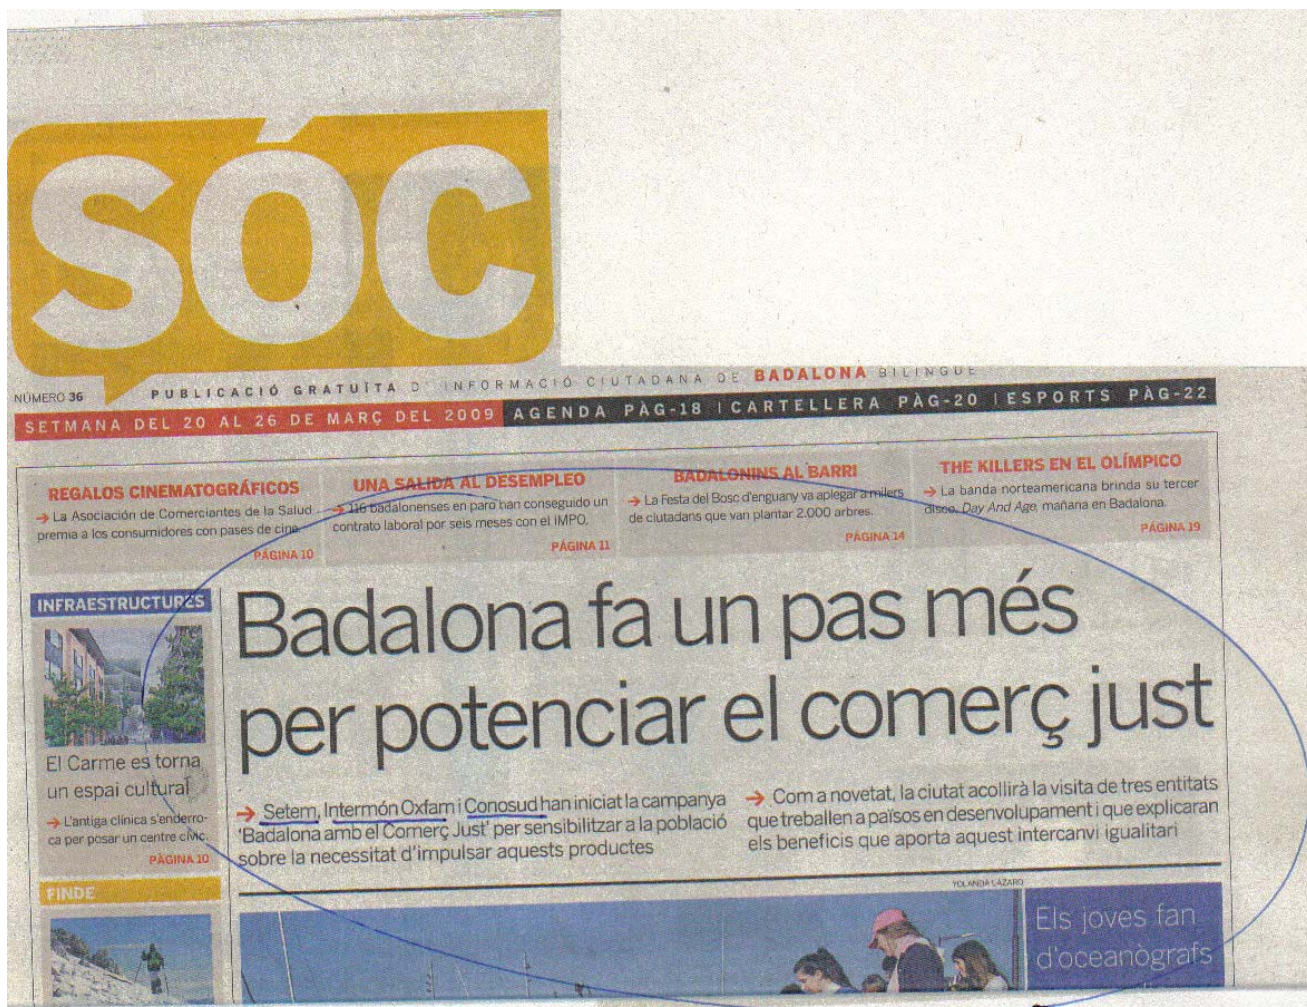 SÓC
NÚMERO 36
PUBLICACIÓ GRATUÏTA D'INFORMACIÓ CIUTADANA DE BADALONA BILINGÜE
SETMANA DEL 20 AL 26 DE MARÇ DEL 2009 AGENDA PÀG-18 | CARTELLERA PÀG-20 | ESPORTS PÀG-22
REGALOS CINEMATOGRÁFICOS
→ La Asociación de Comerciantes de la Salud
premia a los consumidores con pases de cine.
PÁGINA 10
UNA SALIDA AL DESEMPLEO
→ 116 badalonenses en paro han conseguido un
contrato laboral por seis meses con el IMPO.
PÁGINA 11
BADALONINS AL BARRI
→ La Festa del Bosc d'enguany va aplegar a milers
de ciutadans que van plantar 2.000 arbres.
PÀGINA 14
THE KILLERS EN EL OLÍMPICO
→ La banda norteamericana brinda su tercer
disco, Day And Age, mañana en Badalona.
PÁGINA 19
INFRAESTRUCTURES
El Carme es torna
un espai cultural
→ L'antiga clínica s'enderro-
ca per posar un centre cívic.
PÀGINA 10
FINDE
Badalona fa un pas més
per potenciar el comerç just
→ Setem, Intermón Oxfam i Conosud han iniciat la campanya
'Badalona amb el Comerç Just' per sensibilitzar a la població
sobre la necessitat d'impulsar aquests productes
→ Com a novetat, la ciutat acollirà la visita de tres entitats
que treballen a països en desenvolupament i que explicaran
els beneficis que aporta aquest intercanvi igualitari
YOLANDA LÁZARO
Els joves fan
d'oceanògrafs